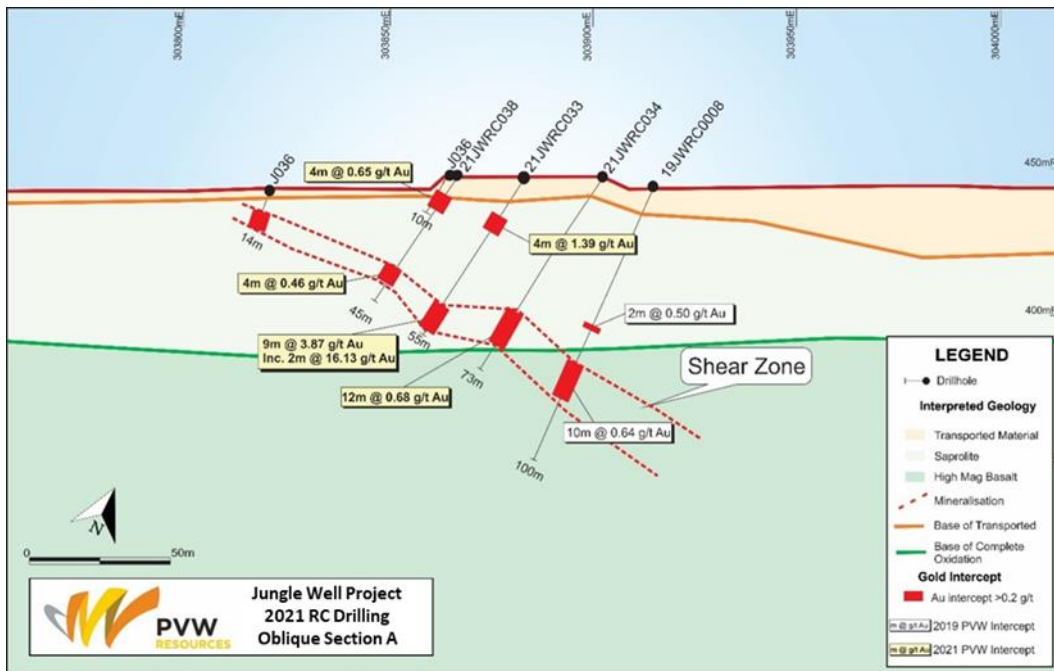 303800mE
303850mE
303900mE
303950mE
304000mE
J036
J036
21JWRC038
21JWRC033
21JWRC034
19JWRC0008
450mRL
4m @ 0.65 g/t Au
10m
14m
4m @ 1.39 g/t Au
4m @ 0.46 g/t Au
45m
400mR
2m @ 0.50 g/t Au
55m
9m @ 3.87 g/t Au
Inc. 2m @ 16.13 g/t Au
73m
12m @ 0.68 g/t Au
Shear Zone
10m @ 0.64 g/t Au
100m
LEGEND
Drillhole
Interpreted Geology
Transported Material
Saprolite
High Mag Basalt
Mineralisation
Base of Transported
Base of Complete
Oxidation
Gold Intercept
Au intercept >0.2 g/t
m @ g/t Au 2019 PVW Intercept
m @ g/t Au 2021 PVW Intercept
N
0 50m
PVW
RESOURCES
Jungle Well Project
2021 RC Drilling
Oblique Section A